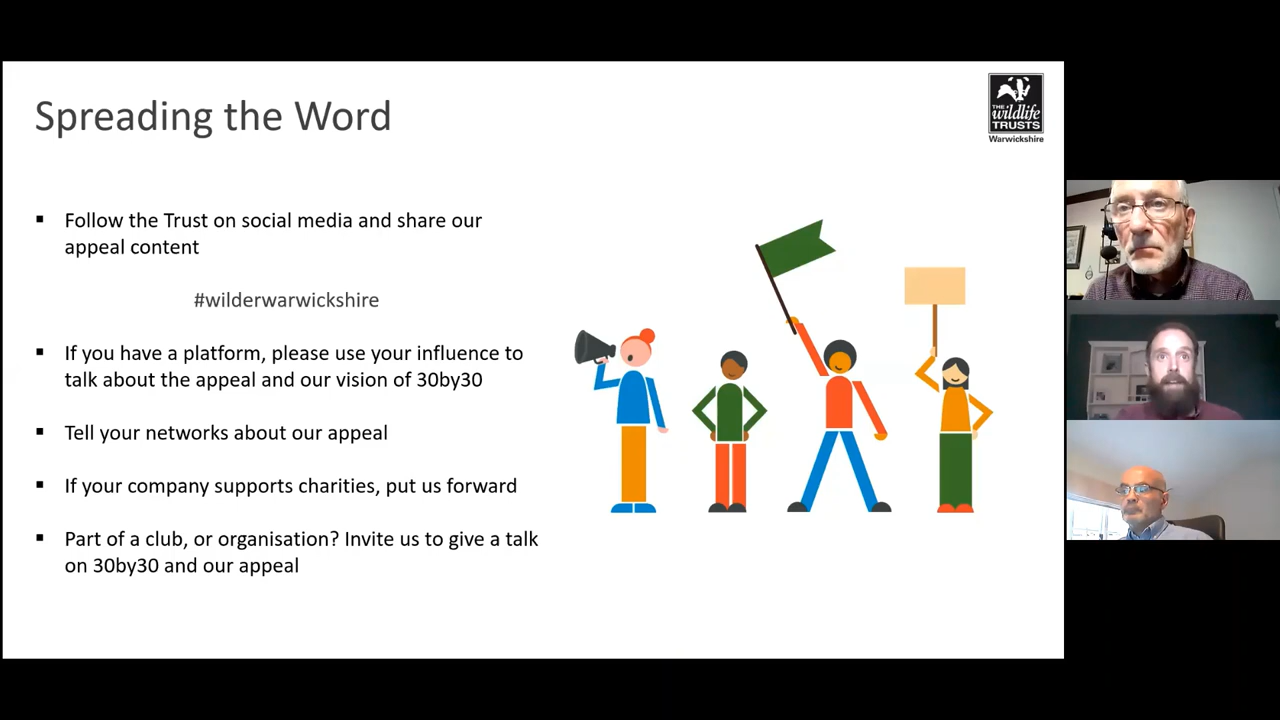 Spreading the Word
THE
wildlife
TRUSTS
Warwickshire
▪ Follow the Trust on social media and share our
appeal content
#wilderwarwickshire
▪ If you have a platform, please use your influence to
talk about the appeal and our vision of 30by30
▪ Tell your networks about our appeal
▪ If your company supports charities, put us forward
▪ Part of a club, or organisation? Invite us to give a talk
on 30by30 and our appeal